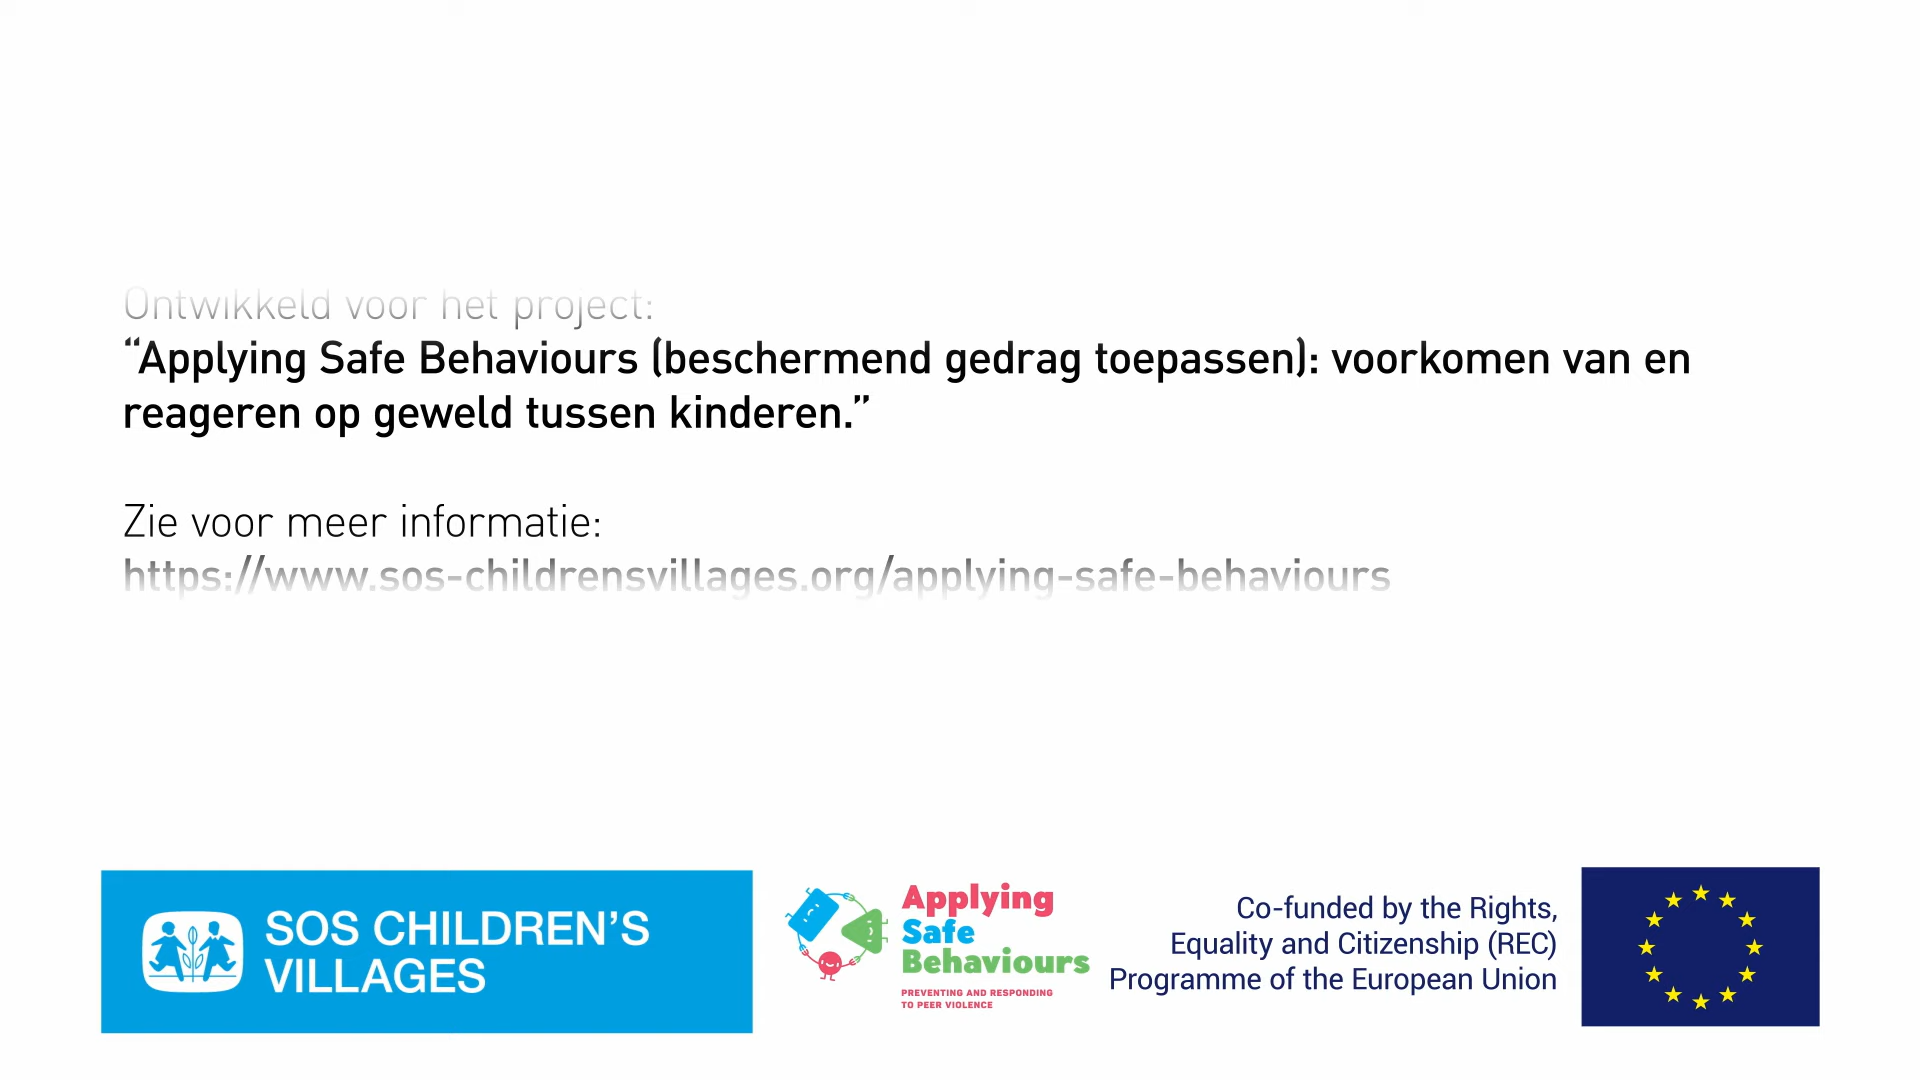 Ontwikkeld voor het project:
“Applying Safe Behaviours (beschermend gedrag toepassen): voorkomen van en
reageren op geweld tussen kinderen.”
Zie voor meer informatie:
https://www.sos-childrensvillages.org/applying-safe-behaviours
SOS CHILDREN’S
VILLAGES
Applying
Safe
Behaviours
PREVENTING AND RESPONDING
TO PEER VIOLENCE
Co-funded by the Rights,
Equality and Citizenship (REC)
Programme of the European Union